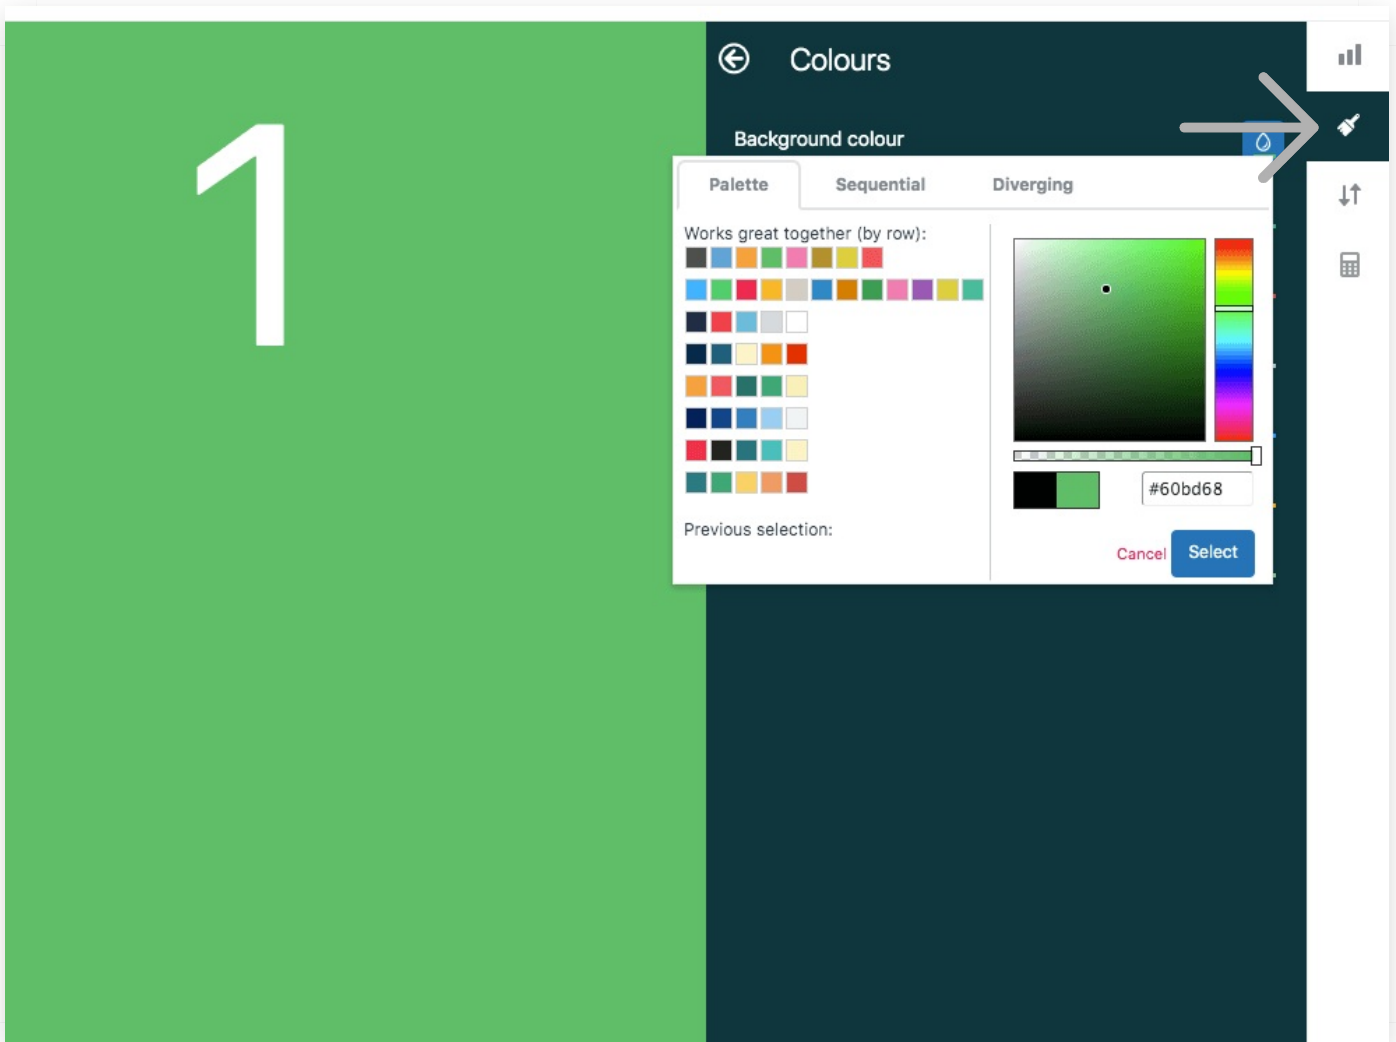 1
Colours
Background colour
Palette Sequential Diverging
Works great together (by row):
#60bd68
Previous selection:
Cancel Select